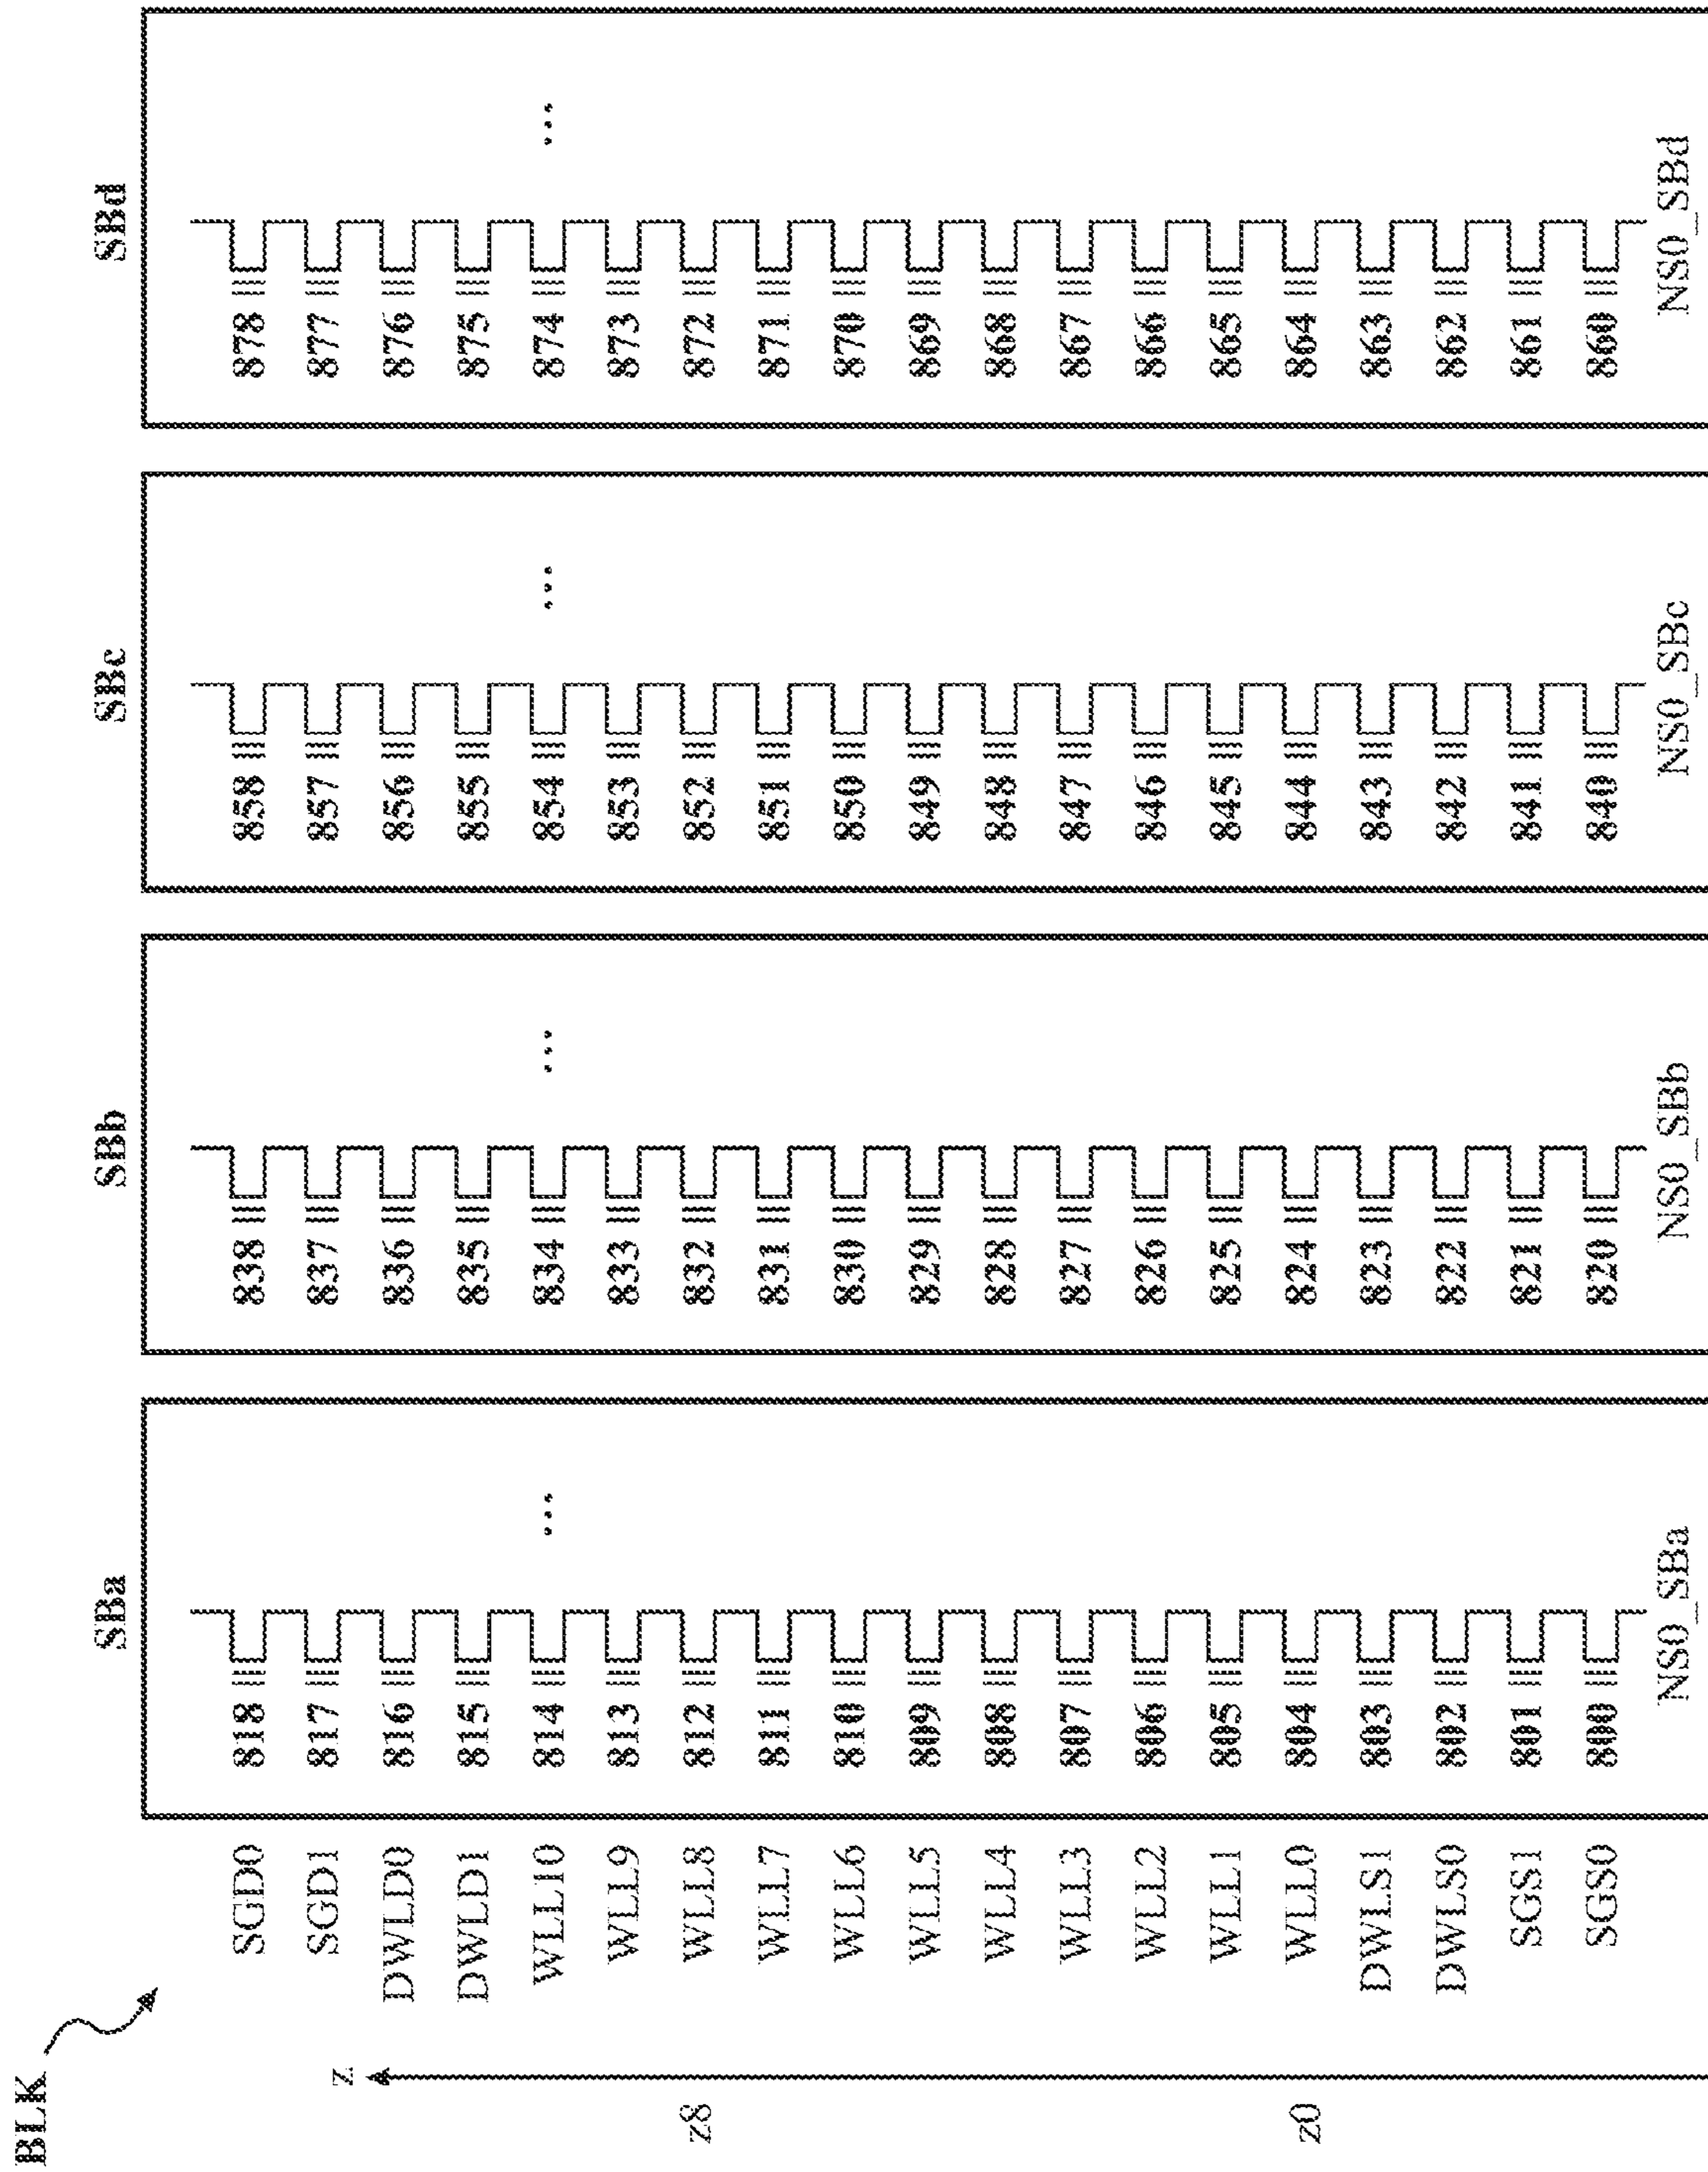 BLK
SBa SBb SBc SBd
z
SGD0 818 838 858 878
SGD1 817 837 857 877
DWLD0 816 836 856 876
DWLD1 815 835 855 875
WLL10 814 ... 834 ... 854 ... 874 ...
WLL9 813 833 853 873
z8 WLL8 812 832 852 872
WLL7 811 831 851 871
WLL6 810 830 850 870
WLL5 809 829 849 869
WLL4 808 828 848 868
WLL3 807 827 847 867
WLL2 806 826 846 866
WLL1 805 825 845 865
z0 WLL0 804 824 844 864
DWLS1 803 823 843 863
DWLS0 802 822 842 862
SGS1 801 821 841 861
SGS0 800 820 840 860
NS0_SBa NS0_SBb NS0_SBc NS0_SBd